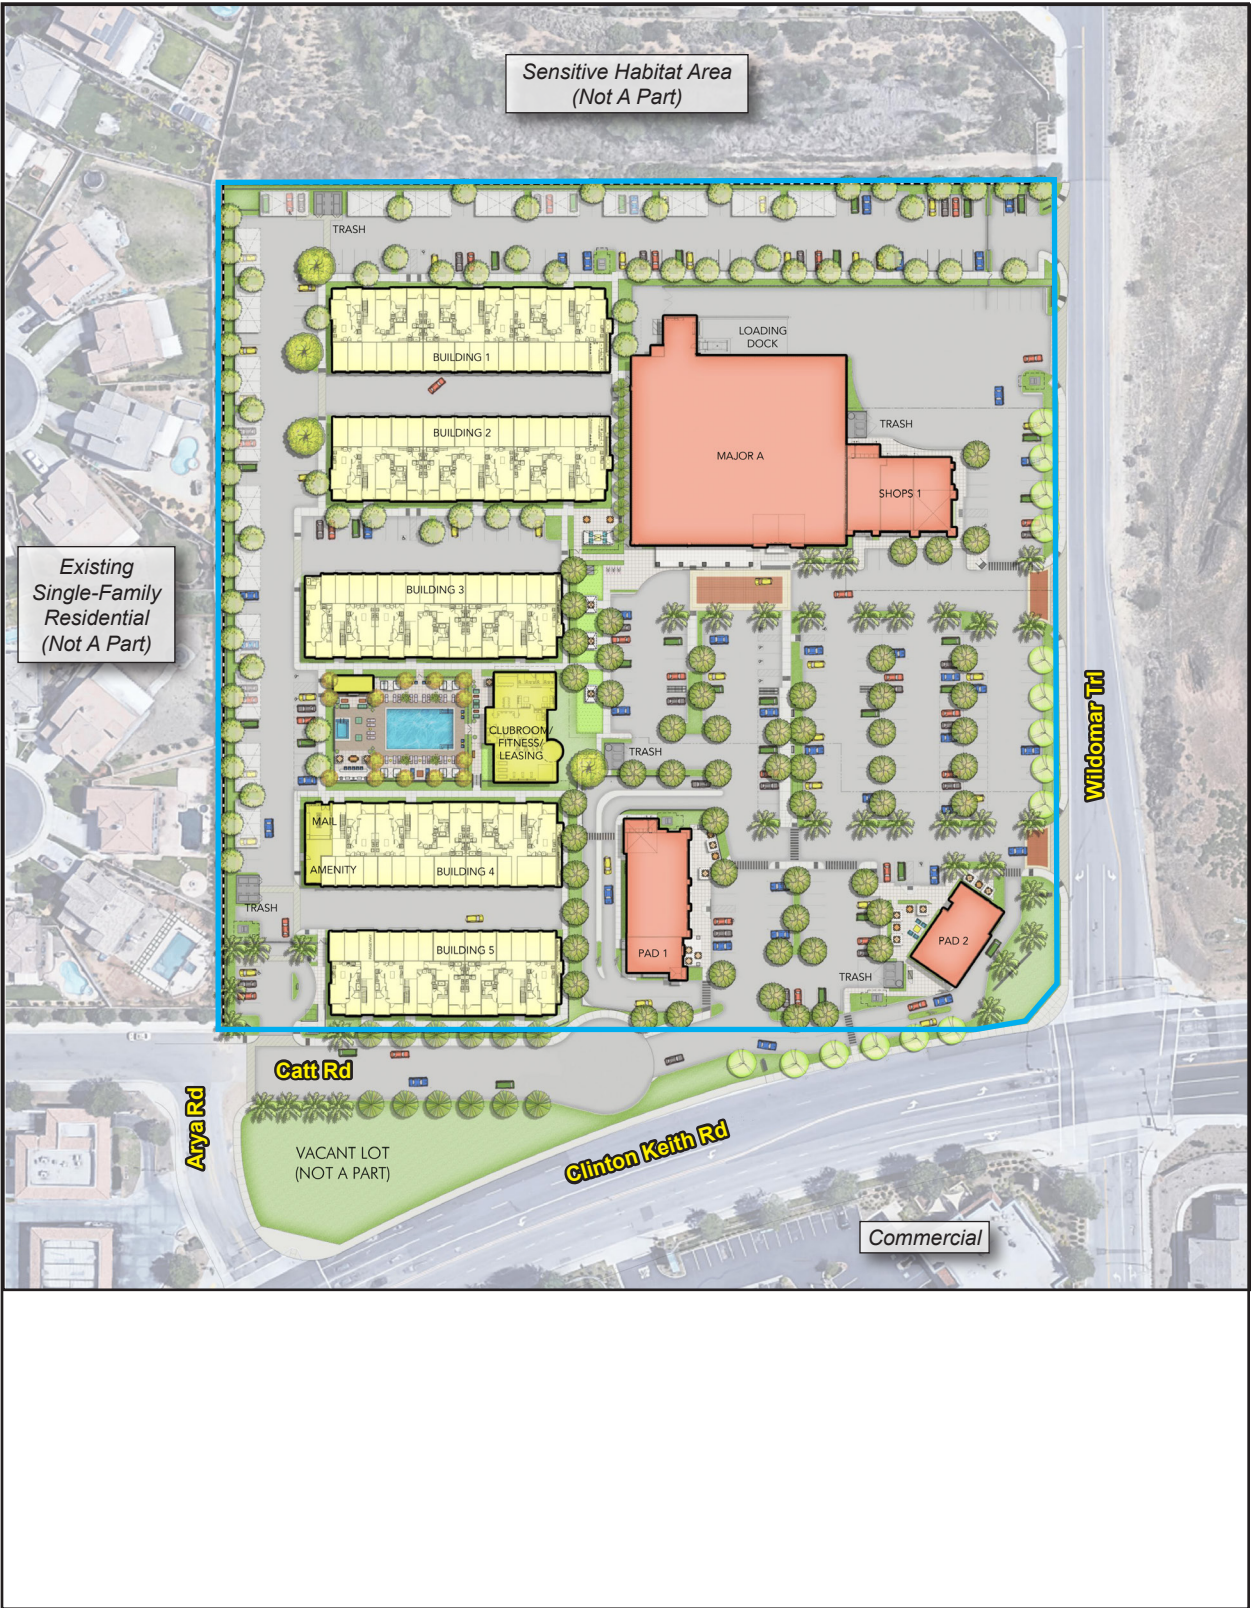 Sensitive Habitat Area
(Not A Part)
TRASH
LOADING
DOCK
BUILDING 1
BUILDING 2
TRASH
MAJOR A
SHOPS 1
Existing
Single-Family
Residential
(Not A Part)
BUILDING 3
Wildomar Trl
CLUBROOM/
FITNESS/
LEASING
TRASH
MAIL
AMENITY
BUILDING 4
TRASH
BUILDING 5
PAD 1
PAD 2
TRASH
Catt Rd
Arya Rd
VACANT LOT
(NOT A PART)
Clinton Keith Rd
Commercial